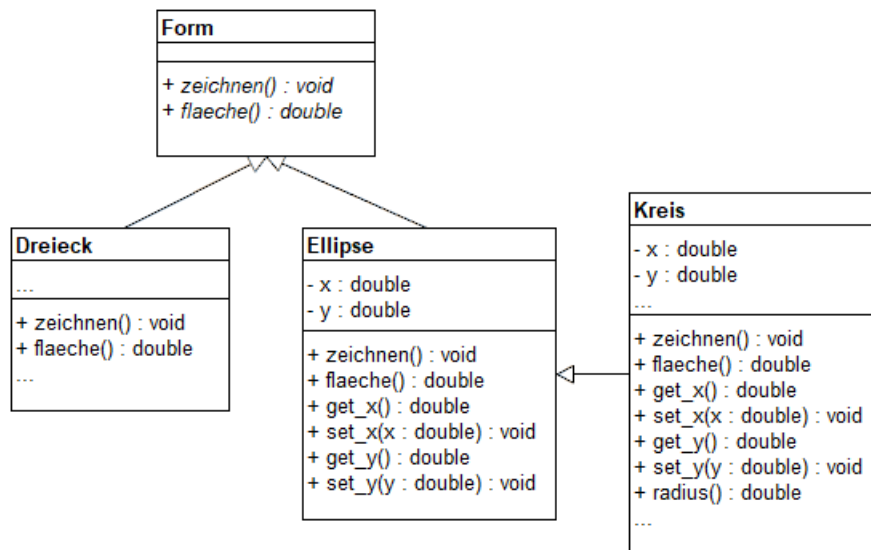 Form
+ zeichnen() : void
+ flaeche() : double
Dreieck
...
+ zeichnen() : void
+ flaeche() : double
...
Ellipse
- x : double
- y : double
+ zeichnen() : void
+ flaeche() : double
+ get_x() : double
+ set_x(x : double) : void
+ get_y() : double
+ set_y(y : double) : void
Kreis
- x : double
- y : double
...
+ zeichnen() : void
+ flaeche() : double
+ get_x() : double
+ set_x(x : double) : void
+ get_y() : double
+ set_y(y : double) : void
+ radius() : double
...